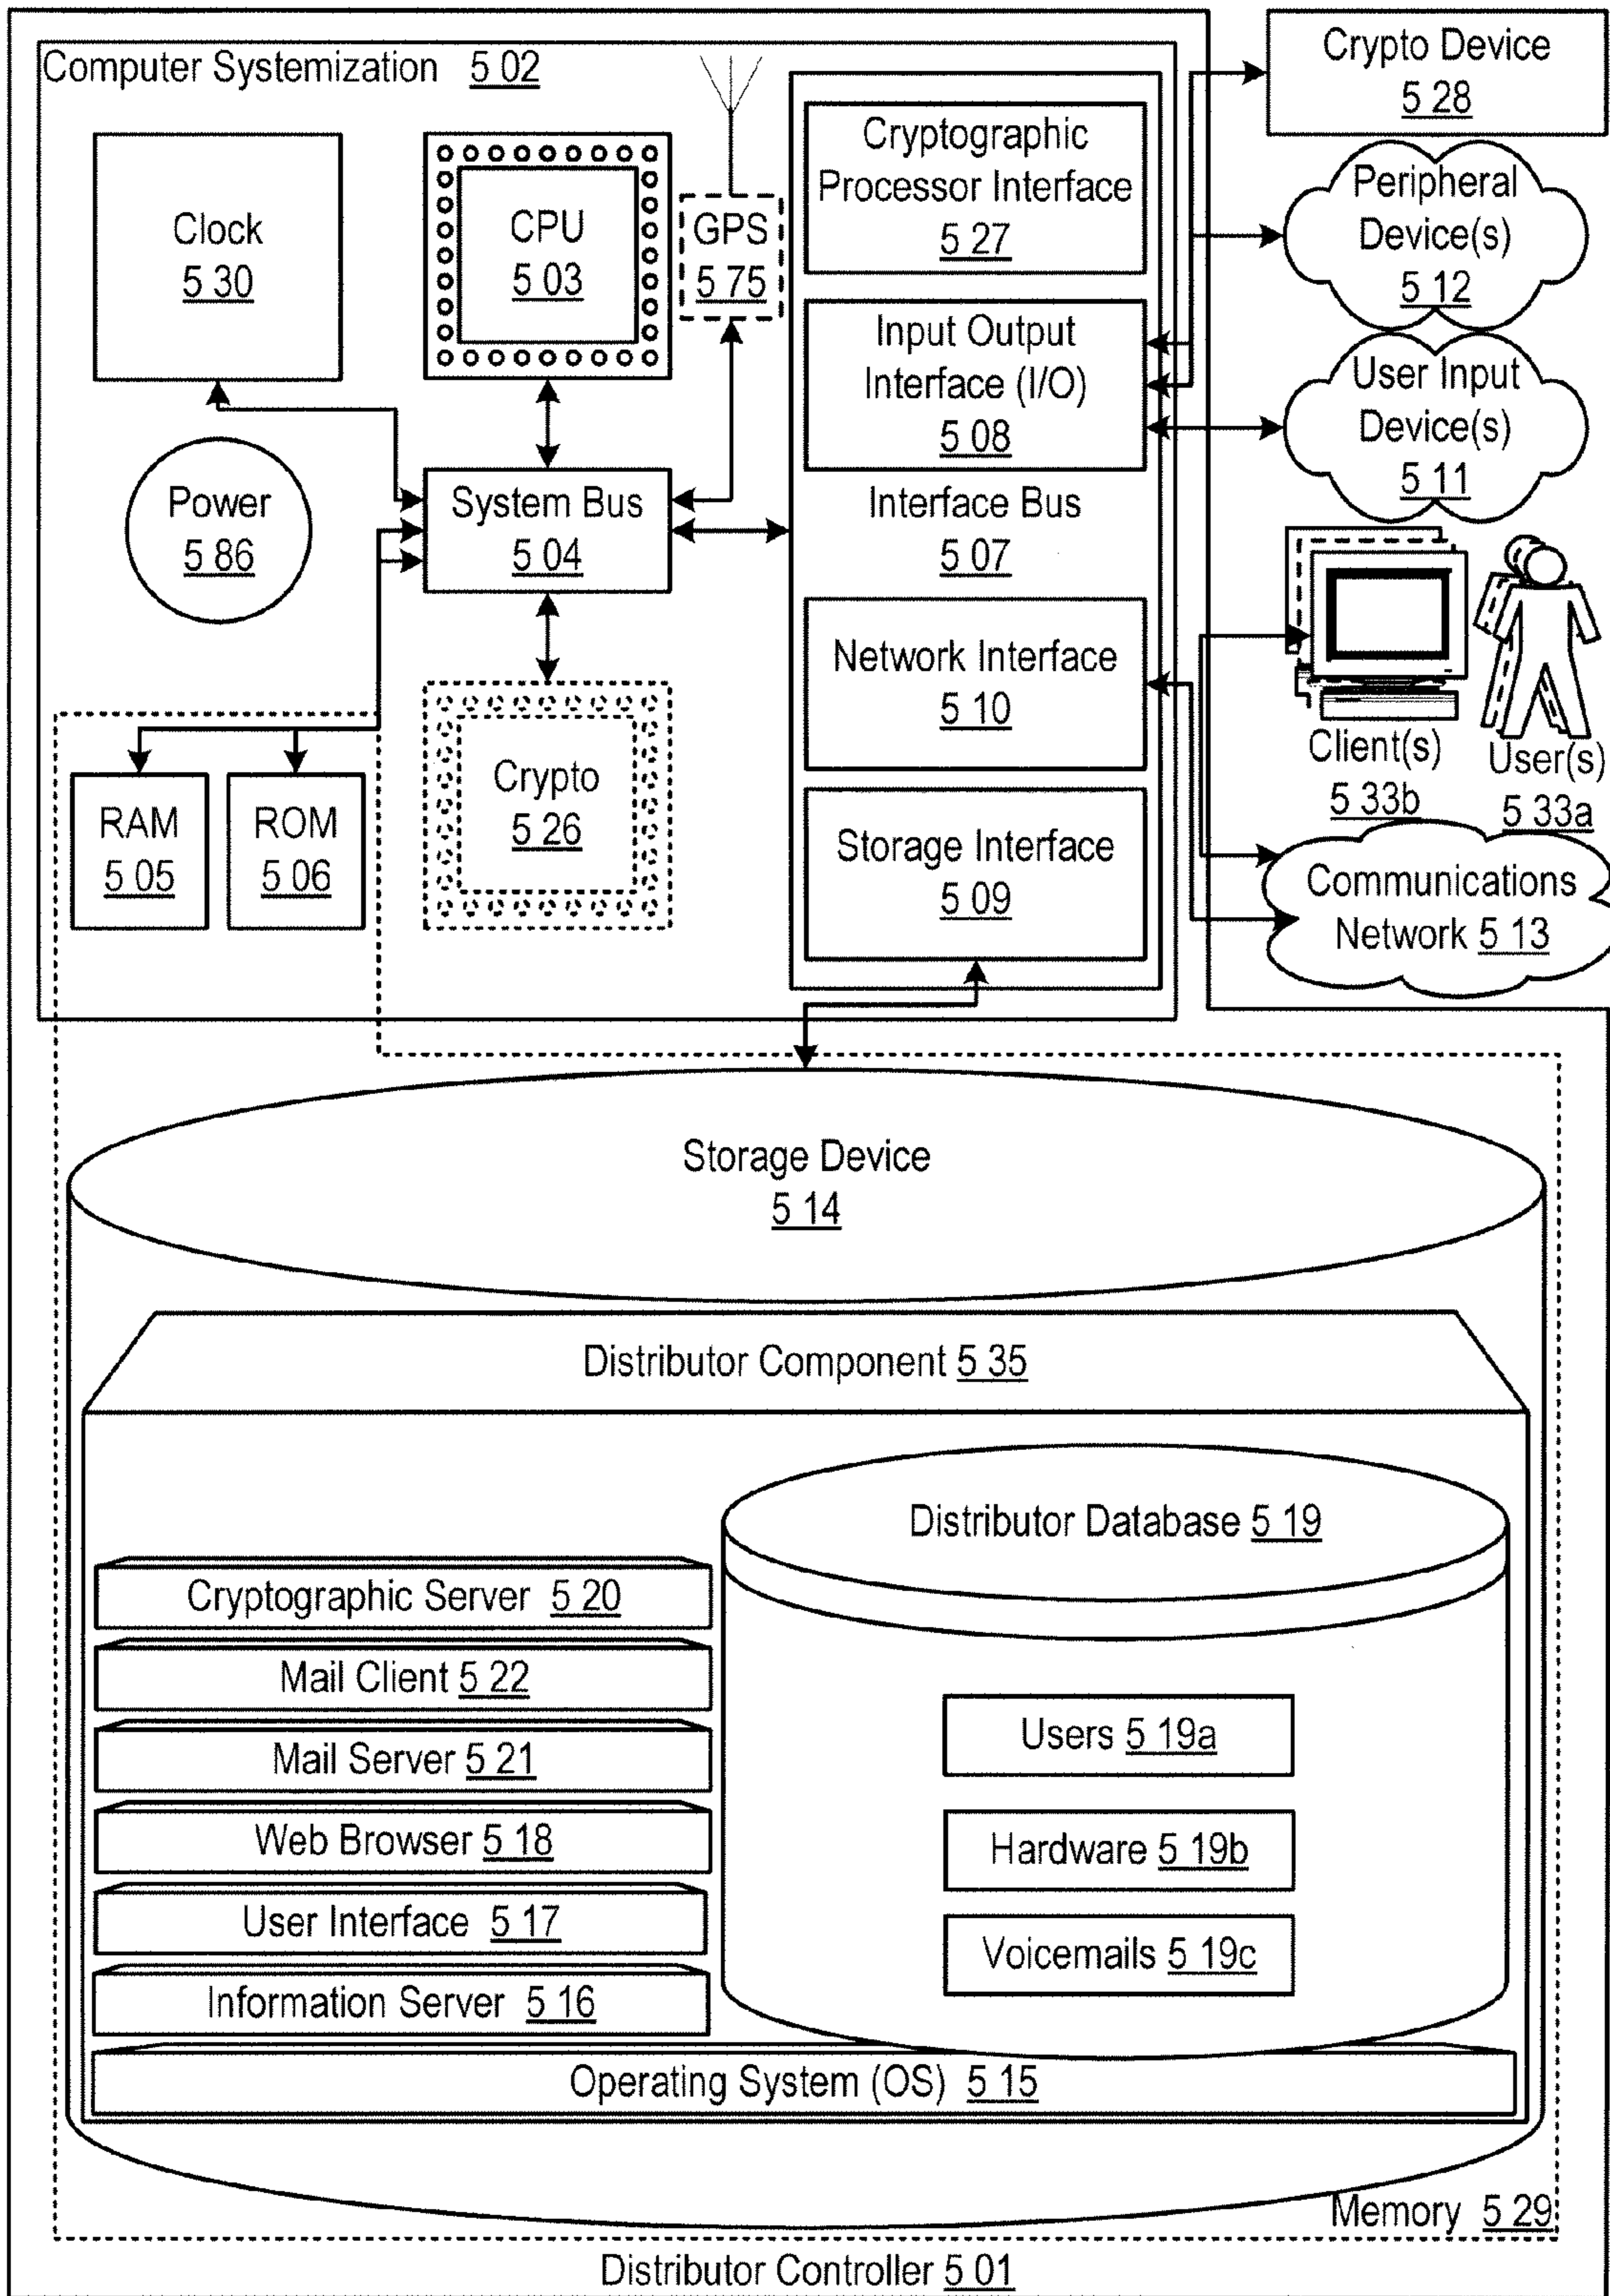 Computer Systemization 5 02
Clock
5 30
CPU
5 03
GPS
5 75
Cryptographic
Processor Interface
5 27
Input Output
Interface (I/O)
5 08
Interface Bus
5 07
Network Interface
5 10
Storage Interface
5 09
Power
5 86
System Bus
5 04
Crypto
5 26
RAM
5 05
ROM
5 06
Crypto Device
5 28
Peripheral
Device(s)
5 12
User Input
Device(s)
5 11
Client(s)
5 33b
User(s)
5 33a
Communications
Network 5 13
Storage Device
5 14
Distributor Component 5 35
Distributor Database 5 19
Cryptographic Server 5 20
Mail Client 5 22
Mail Server 5 21
Web Browser 5 18
User Interface 5 17
Information Server 5 16
Users 5 19a
Hardware 5 19b
Voicemails 5 19c
Operating System (OS) 5 15
Memory 5 29
Distributor Controller 5 01